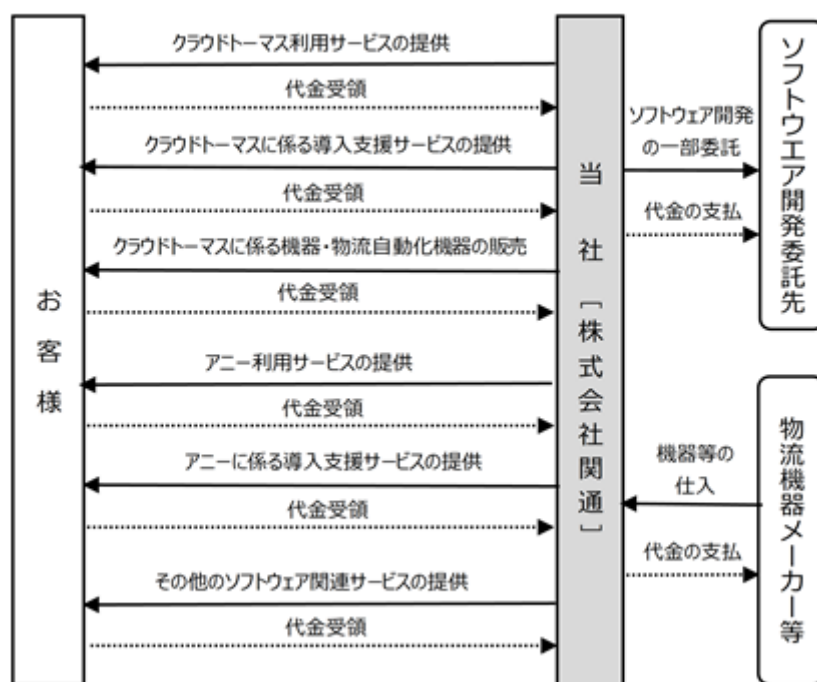 お客様
クラウドトーマス利用サービスの提供
代金受領
クラウドトーマスに係る導入支援サービスの提供
代金受領
クラウドトーマスに係る機器・物流自動化機器の販売
代金受領
アニー利用サービスの提供
代金受領
アニーに係る導入支援サービスの提供
代金受領
その他のソフトウェア関連サービスの提供
代金受領
当社［株式会社関通］
ソフトウェア開発
の一部委託
代金の支払
ソフトウエア開発委託先
機器等の
仕入
代金の支払
物流機器メーカー等